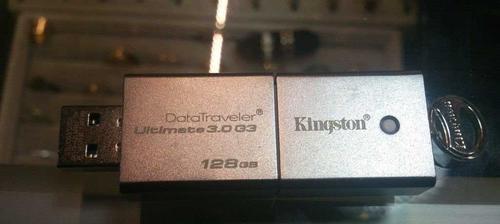 DataTraveler®
Ultimate 3.0 G3
128GB
Kingston®